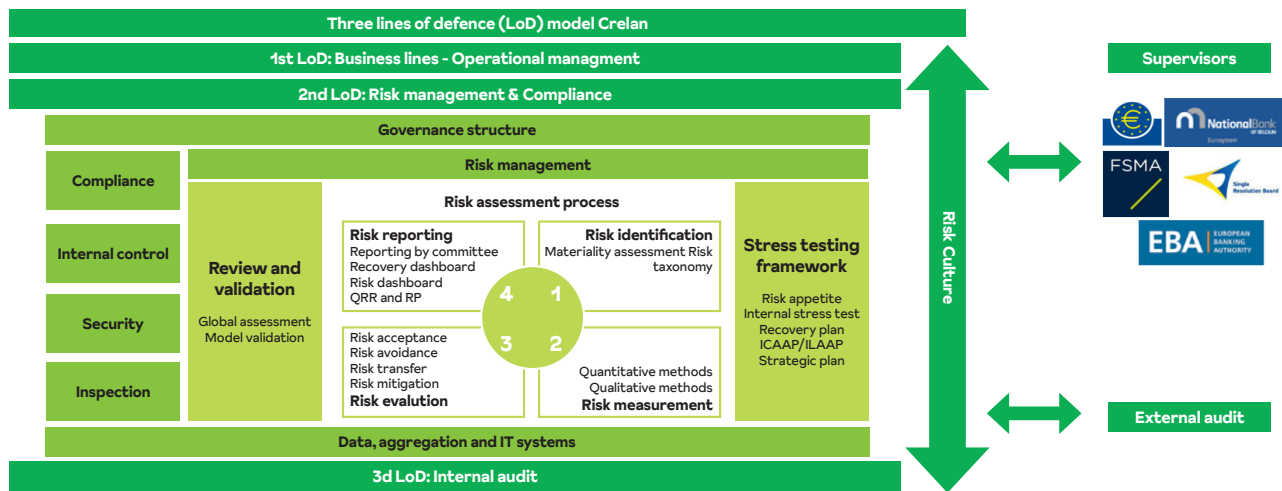 Three lines of defence (LoD) model Crelan
1st LoD: Business lines - Operational managment
2nd LoD: Risk management & Compliance
Governance structure
Compliance
Internal control
Security
Inspection
Risk management
Review and
validation
Global assessment
Model validation
Risk assessment process
Risk reporting
Reporting by committee
Recovery dashboard
Risk dashboard
QRR and RP
Risk identification
Materiality assessment Risk
taxonomy
4 1
3 2
Risk acceptance
Risk avoidance
Risk transfer
Risk mitigation
Risk evalution
Quantitative methods
Qualitative methods
Risk measurement
Stress testing
framework
Risk appetite
Internal stress test
Recovery plan
ICAAP/ILAAP
Strategic plan
Data, aggregation and IT systems
3d LoD: Internal audit
Risk Culture
Supervisors
€
NationalBank
OF BELGIUM
Eurosystem
FSMA
Single
Resolution Board
EBA
EUROPEAN
BANKING
AUTHORITY
External audit